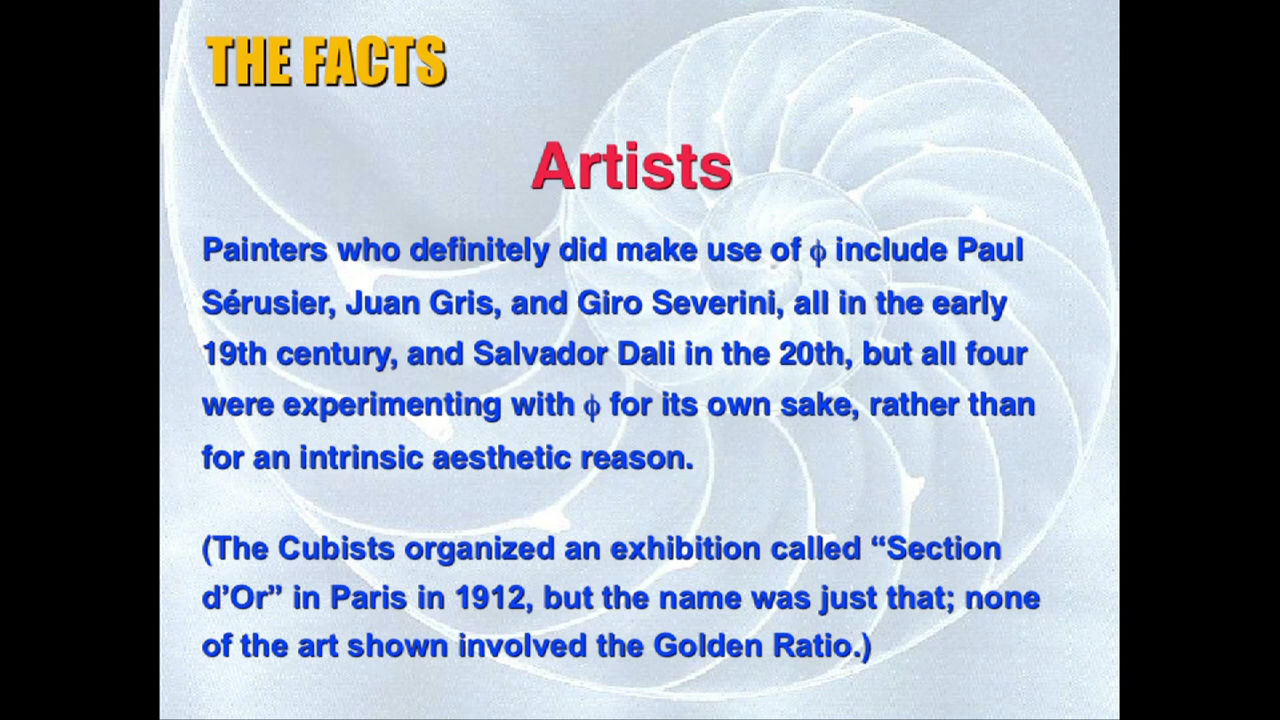 THE FACTS
Artists
Painters who definitely did make use of ϕ include Paul
Sérusier, Juan Gris, and Giro Severini, all in the early
19th century, and Salvador Dali in the 20th, but all four
were experimenting with ϕ for its own sake, rather than
for an intrinsic aesthetic reason.
(The Cubists organized an exhibition called “Section
d’Or” in Paris in 1912, but the name was just that; none
of the art shown involved the Golden Ratio.)